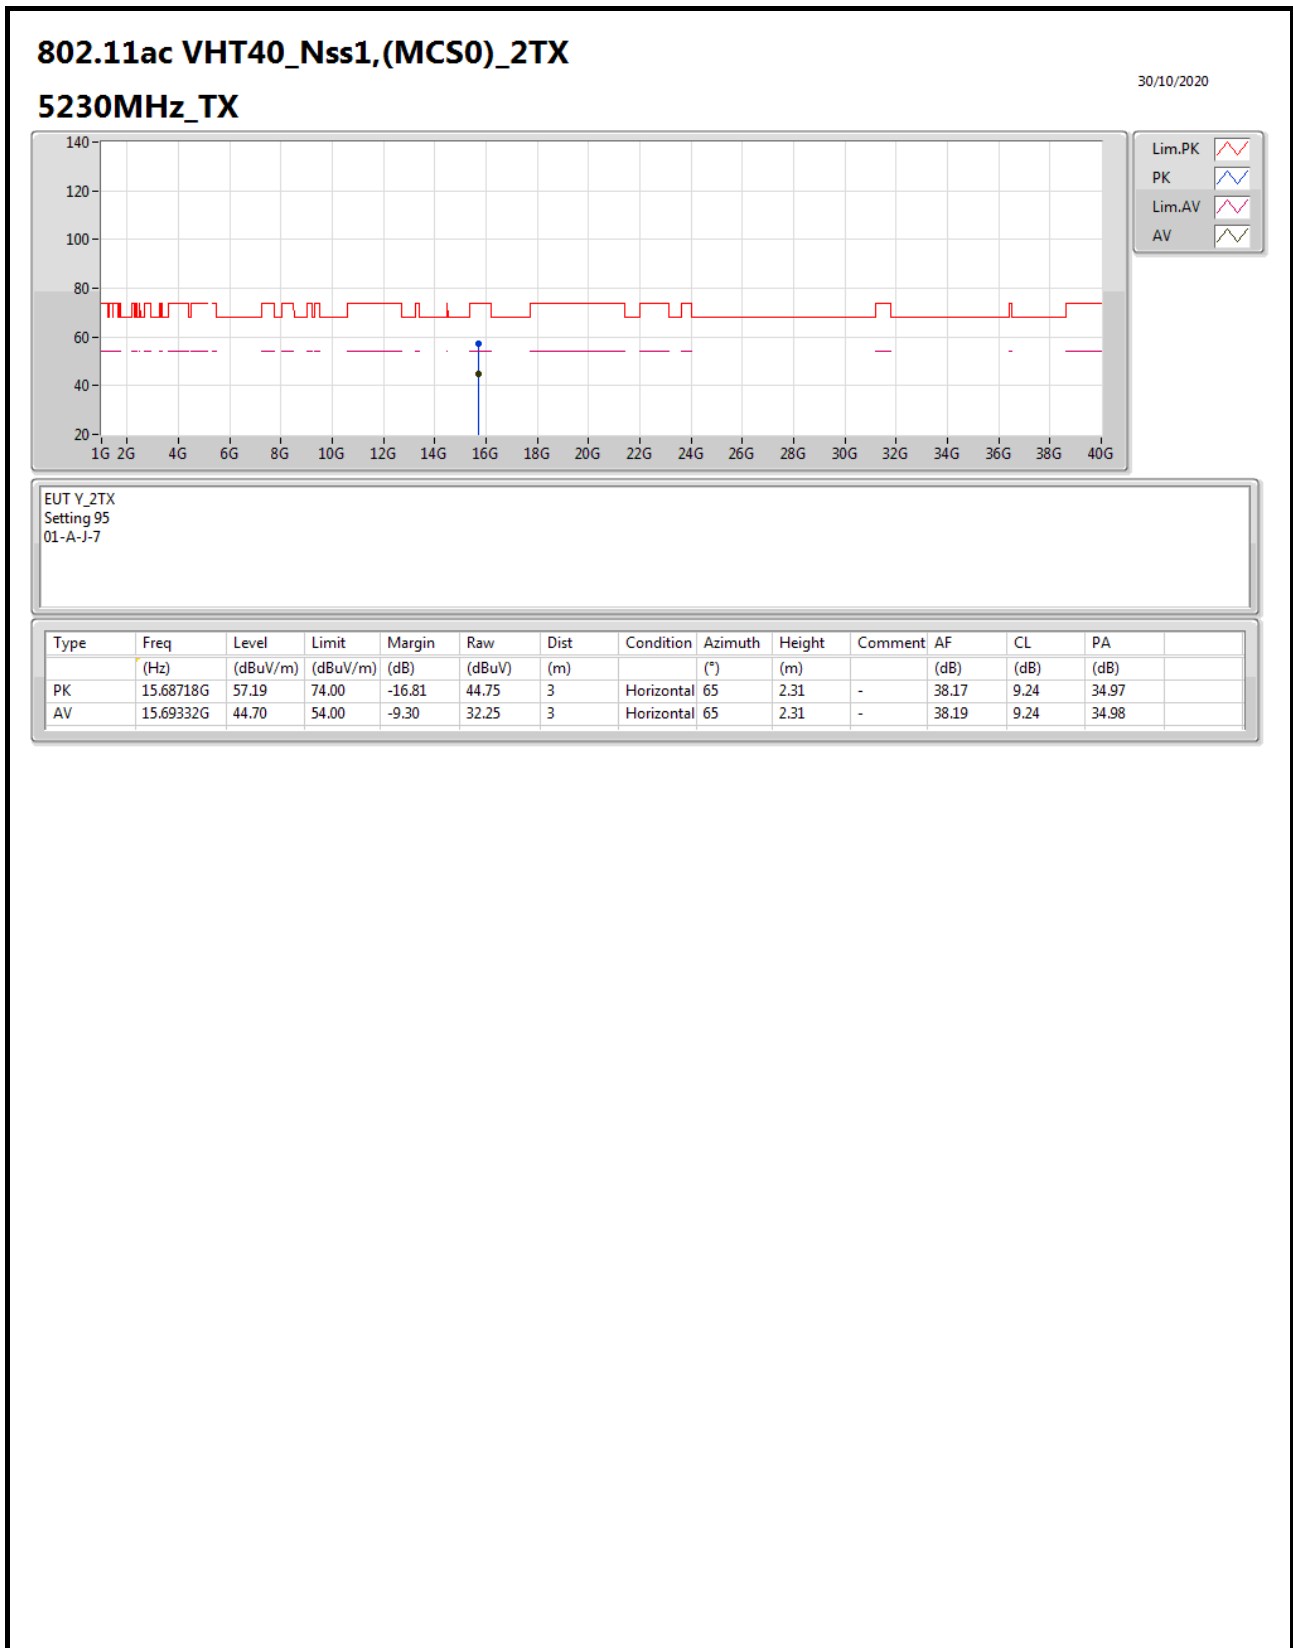 802.11ac VHT40_Nss1,(MCS0)_2TX
30/10/2020
5230MHz_TX
140
120
100
80
60
40
20
1G 2G 4G 6G 8G 10G 12G 14G 16G 18G 20G 22G 24G 26G 28G 30G 32G 34G 36G 38G 40G
Lim.PK
PK
Lim.AV
AV
EUT Y_2TX
Setting 95
01-A-J-7
Type Freq Level Limit Margin Raw Dist Condition Azimuth Height Comment AF CL PA
(Hz) (dBuV/m) (dBuV/m) (dB) (dBuV) (m) (°) (m) (dB) (dB) (dB)
PK 15.68718G 57.19 74.00 -16.81 44.75 3 Horizontal 65 2.31 - 38.17 9.24 34.97
AV 15.69332G 44.70 54.00 -9.30 32.25 3 Horizontal 65 2.31 - 38.19 9.24 34.98